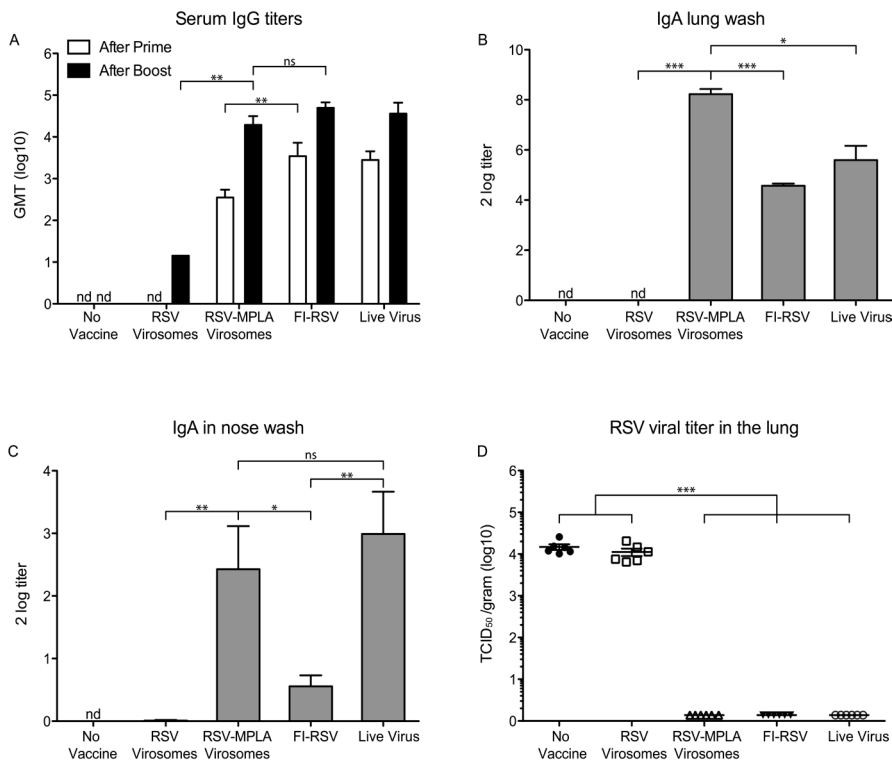 Serum IgG titers
A
After Prime
After Boost
6
5
4
3
2
1
0
GMT (log10)
**
ns
**
nd nd
nd
No Vaccine
RSV Virosomes
RSV-MPLA Virosomes
FI-RSV
Live Virus
IgA lung wash
B
10
8
6
4
2
0
2 log titer
*
***
***
nd
nd
No Vaccine
RSV Virosomes
RSV-MPLA Virosomes
FI-RSV
Live Virus
IgA in nose wash
C
4
3
2
1
0
2 log titer
ns
**
**
*
nd
No Vaccine
RSV Virosomes
RSV-MPLA Virosomes
FI-RSV
Live Virus
RSV viral titer in the lung
D
6
5
4
3
2
1
0
TCID₅₀ /gram (log10)
***
No Vaccine
RSV Virosomes
RSV-MPLA Virosomes
FI-RSV
Live Virus